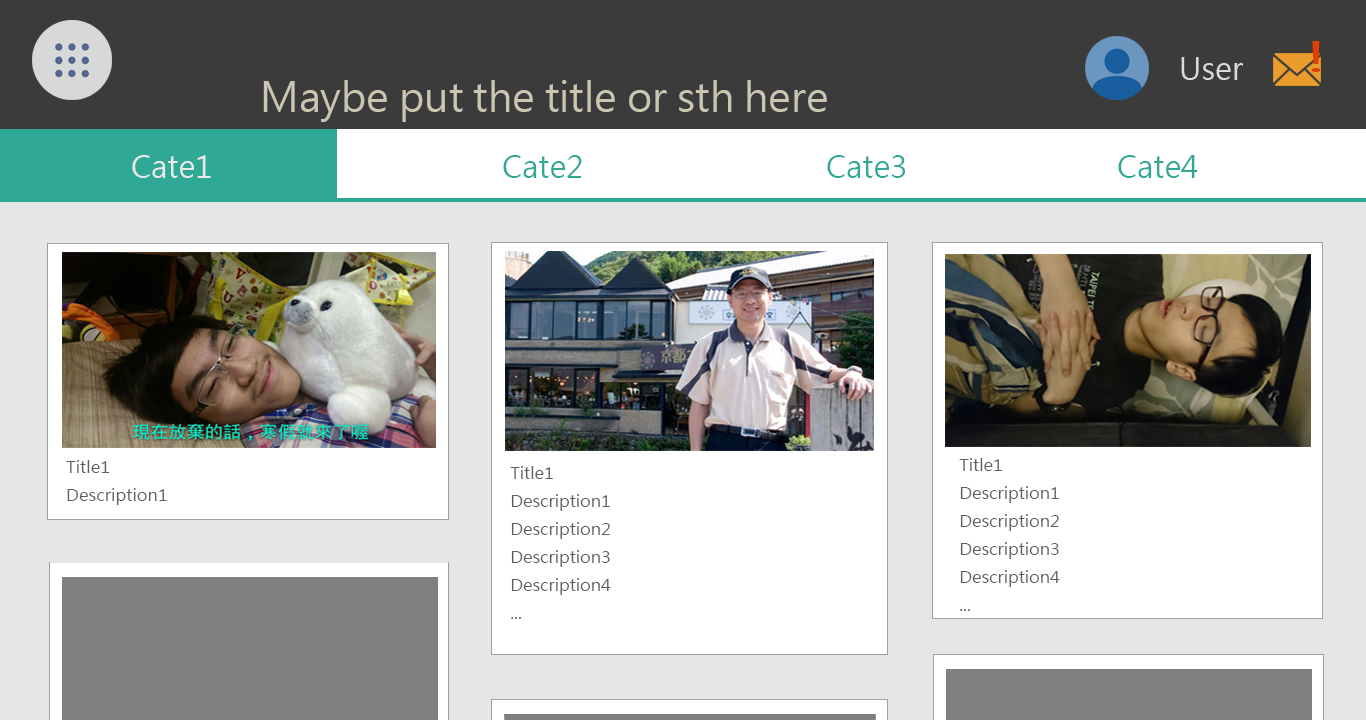 Maybe put the title or sth here
User
Cate1
Cate2
Cate3
Cate4
現在放棄的話，寒假就來了喔
Title1
Description1
Title1
Description1
Description2
Description3
Description4
...
TAIPEI
Title1
Description1
Description2
Description3
Description4
...